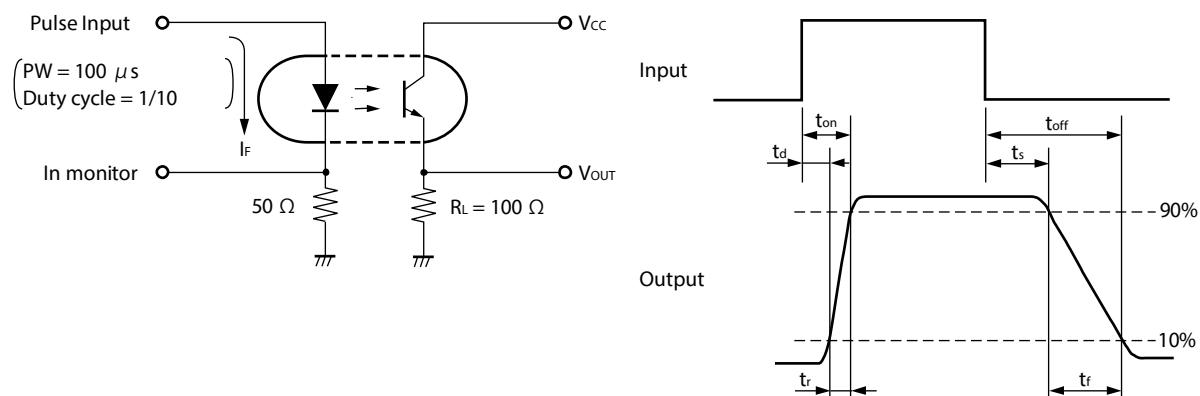 Pulse Input
VCC
PW = 100 μs
Duty cycle = 1/10
IF
In monitor
VOUT
50 Ω
RL = 100 Ω
Input
ton
toff
td
ts
90%
Output
10%
tr
tf